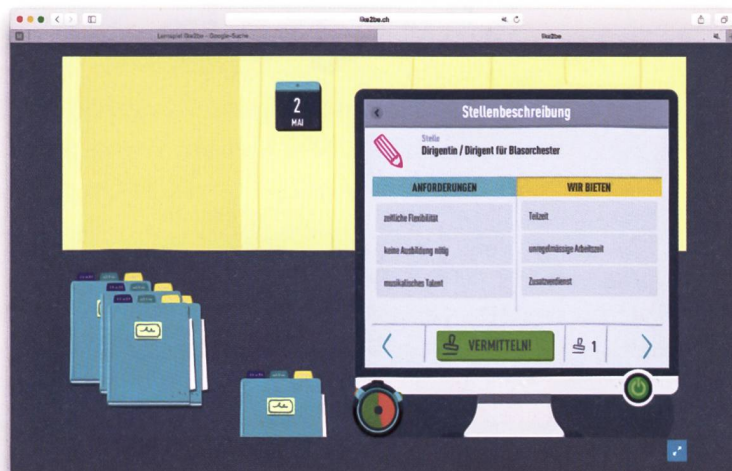 like2be.ch
Lernspiel like2be - Google-Suche
like2be
2
MAI
Stellenbeschreibung
Stelle
Dirigentin / Dirigent für Blasorchester
ANFORDERUNGEN
WIR BIETEN
zeitliche Flexibilität
Teilzeit
keine Ausbildung nötig
unregelmässige Arbeitszeit
musikalisches Talent
Zusatzverdienst
VERMITTELN!
1